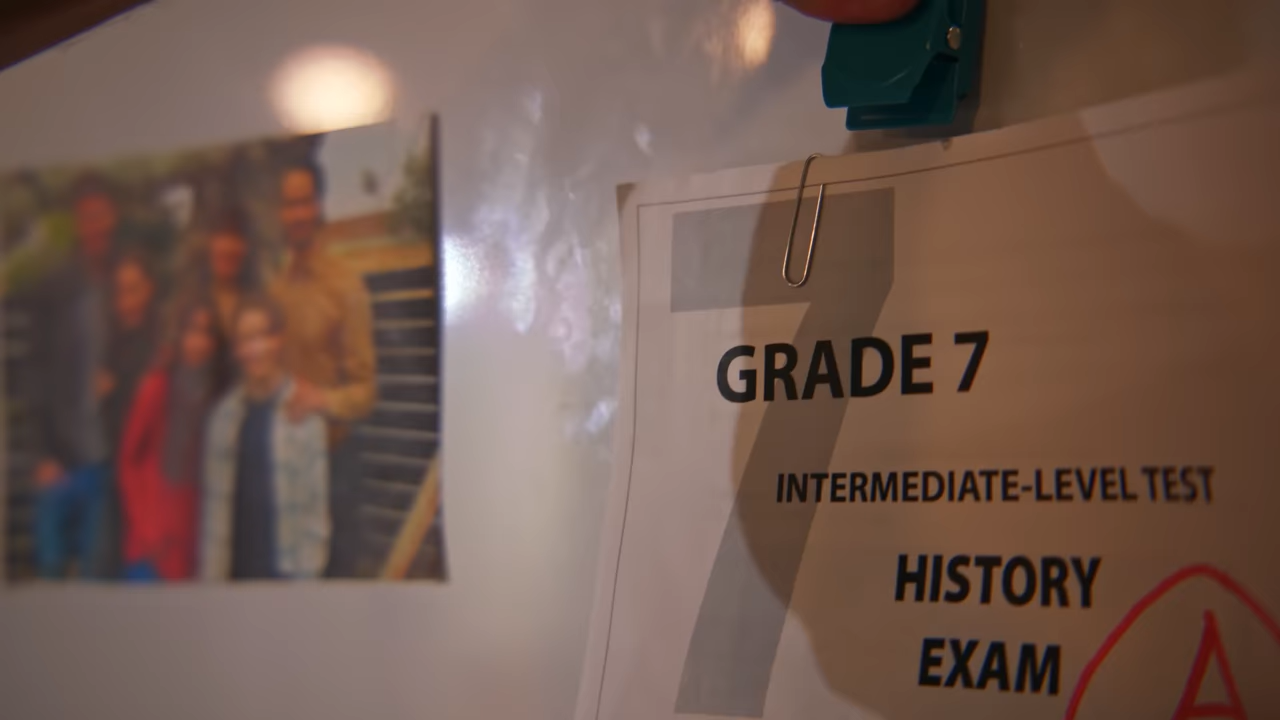 7
GRADE 7
INTERMEDIATE-LEVEL TEST
HISTORY
EXAM
A